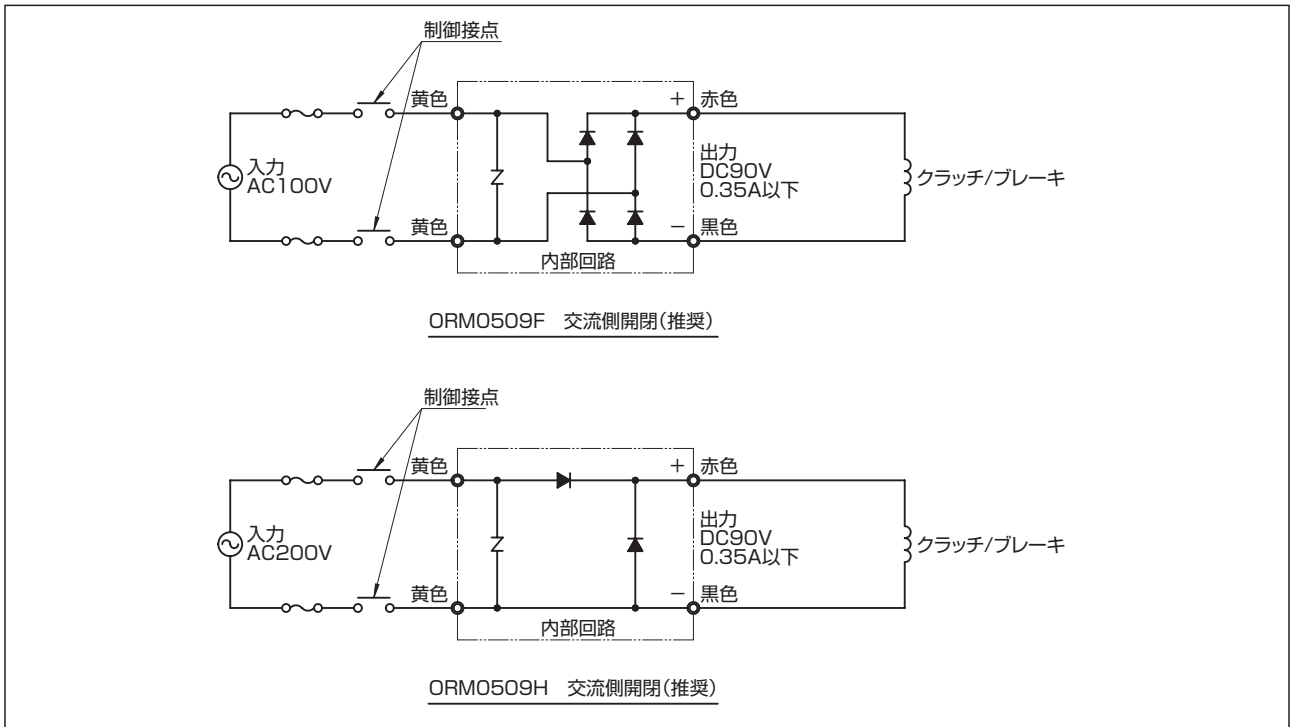 制御接点
黄色
+ 赤色
入力
AC100V
出力
DC90V
0.35A以下
クラッチ/ブレーキ
黄色
− 黒色
内部回路
ORM0509F 交流側開閉(推奨)
制御接点
黄色
+ 赤色
入力
AC200V
出力
DC90V
0.35A以下
クラッチ/ブレーキ
黄色
− 黒色
内部回路
ORM0509H 交流側開閉(推奨)